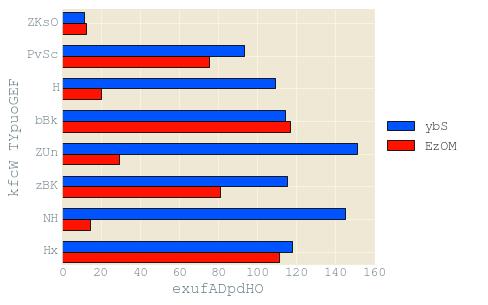 ZKsO
PvSc
H
bBk
ZUn
zBK
NH
Hx
0 20 40 60 80 100 120 140 160
exufADpdHO
kfcW TYpuoGEF
ybS
EzOM